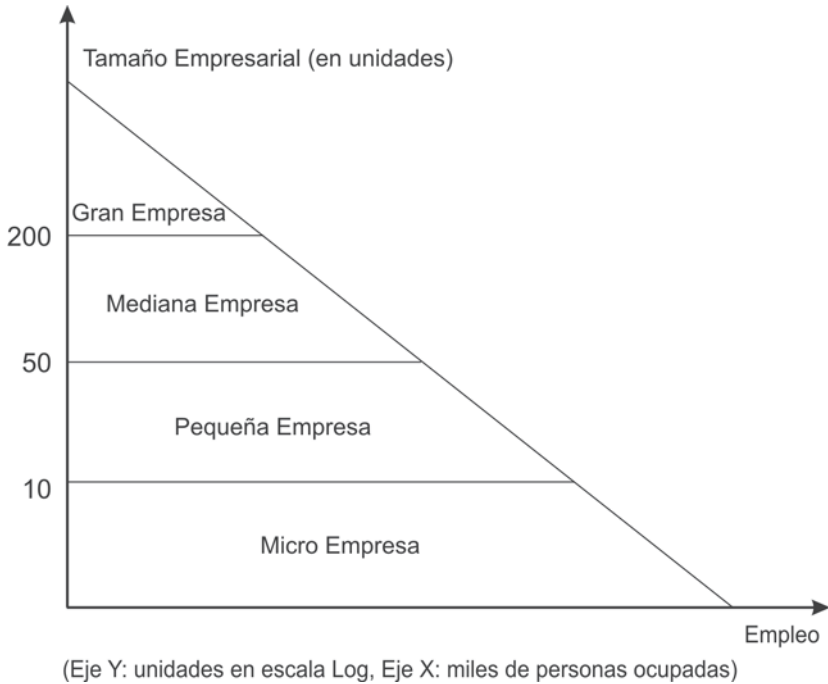 Tamaño Empresarial (en unidades)
Gran Empresa
200
Mediana Empresa
50
Pequeña Empresa
10
Micro Empresa
Empleo
(Eje Y: unidades en escala Log, Eje X: miles de personas ocupadas)